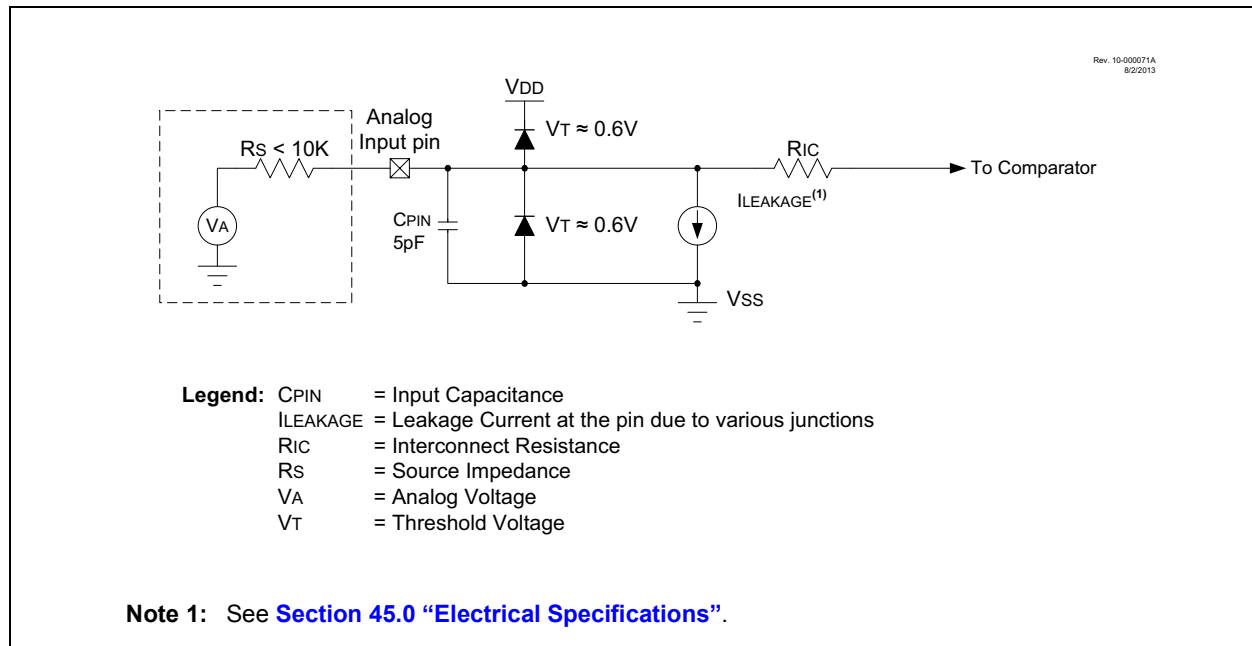 Rev. 10-000071A
8/2/2013
VDD
Analog
Input pin
VT ≈ 0.6V
RS < 10K
RIC
To Comparator
ILEAKAGE(1)
VA
CPIN
5pF
VT ≈ 0.6V
VSS
Legend: CPIN = Input Capacitance
ILEAKAGE = Leakage Current at the pin due to various junctions
RIC = Interconnect Resistance
RS = Source Impedance
VA = Analog Voltage
VT = Threshold Voltage
Note 1: See Section 45.0 “Electrical Specifications”.